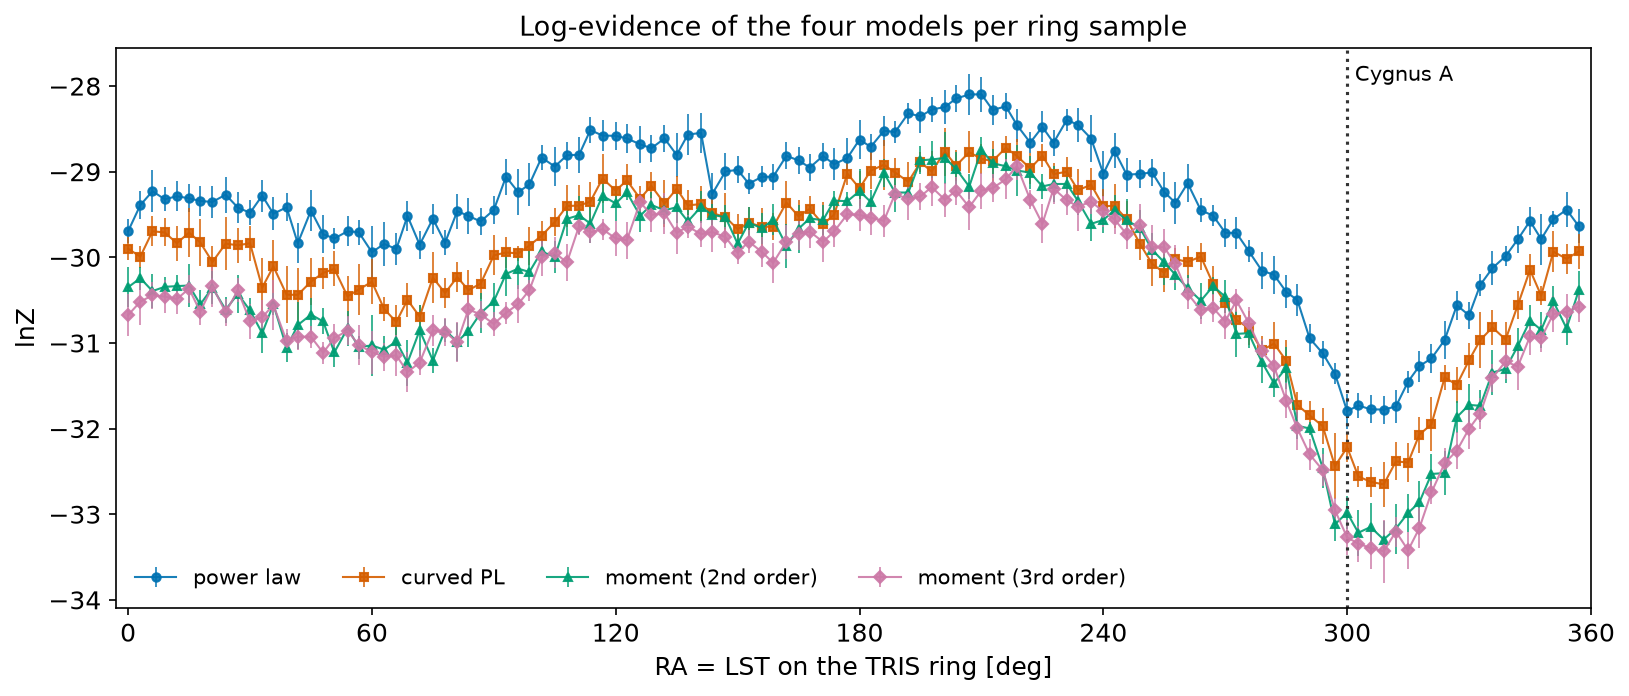 Log-evidence of the four models per ring sample
lnZ
−28
−29
−30
−31
−32
−33
−34
Cygnus A
power law
curved PL
moment (2nd order)
moment (3rd order)
0
60
120
180
240
300
360
RA = LST on the TRIS ring [deg]